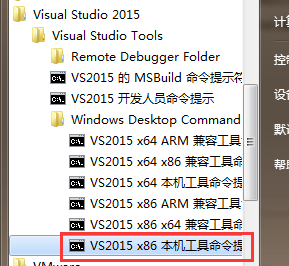 Visual Studio 2015
Visual Studio Tools
Remote Debugger Folder
VS2015 的 MSBuild 命令提示符
VS2015 开发人员命令提示
Windows Desktop Command
VS2015 x64 ARM 兼容工具
VS2015 x64 x86 兼容工具
VS2015 x64 本机工具命令提
VS2015 x86 ARM 兼容工具
VS2015 x86 x64 兼容工具
VS2015 x86 本机工具命令提
VMware
计
控制
设备
默认
帮助